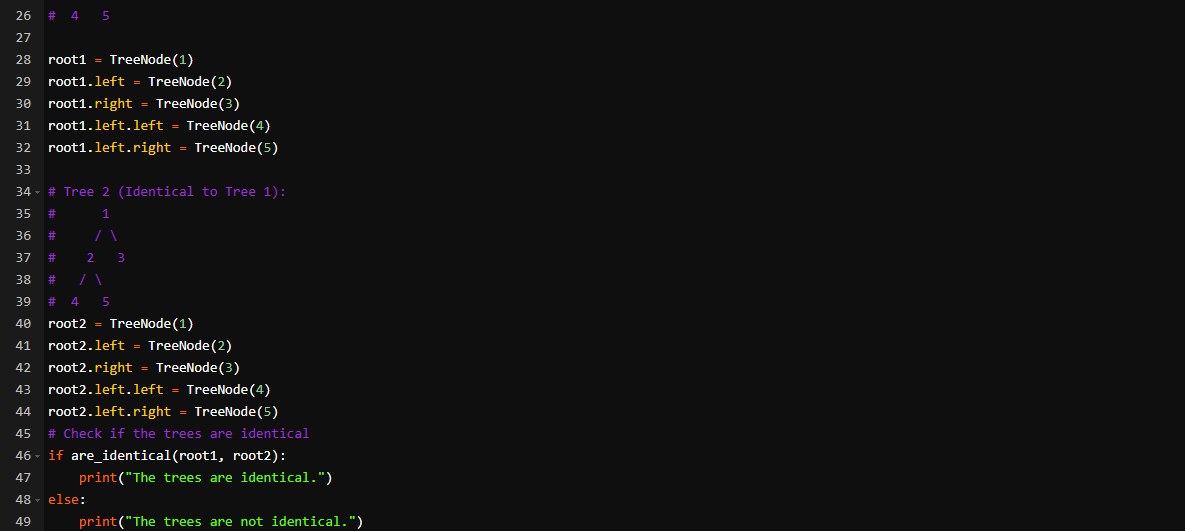 26 #  4   5
27
28 root1 = TreeNode(1)
29 root1.left = TreeNode(2)
30 root1.right = TreeNode(3)
31 root1.left.left = TreeNode(4)
32 root1.left.right = TreeNode(5)
33
34 # Tree 2 (Identical to Tree 1):
35 #      1
36 #     / \
37 #    2   3
38 #   / \
39 #  4   5
40 root2 = TreeNode(1)
41 root2.left = TreeNode(2)
42 root2.right = TreeNode(3)
43 root2.left.left = TreeNode(4)
44 root2.left.right = TreeNode(5)
45 # Check if the trees are identical
46 if are_identical(root1, root2):
47     print("The trees are identical.")
48 else:
49     print("The trees are not identical.")